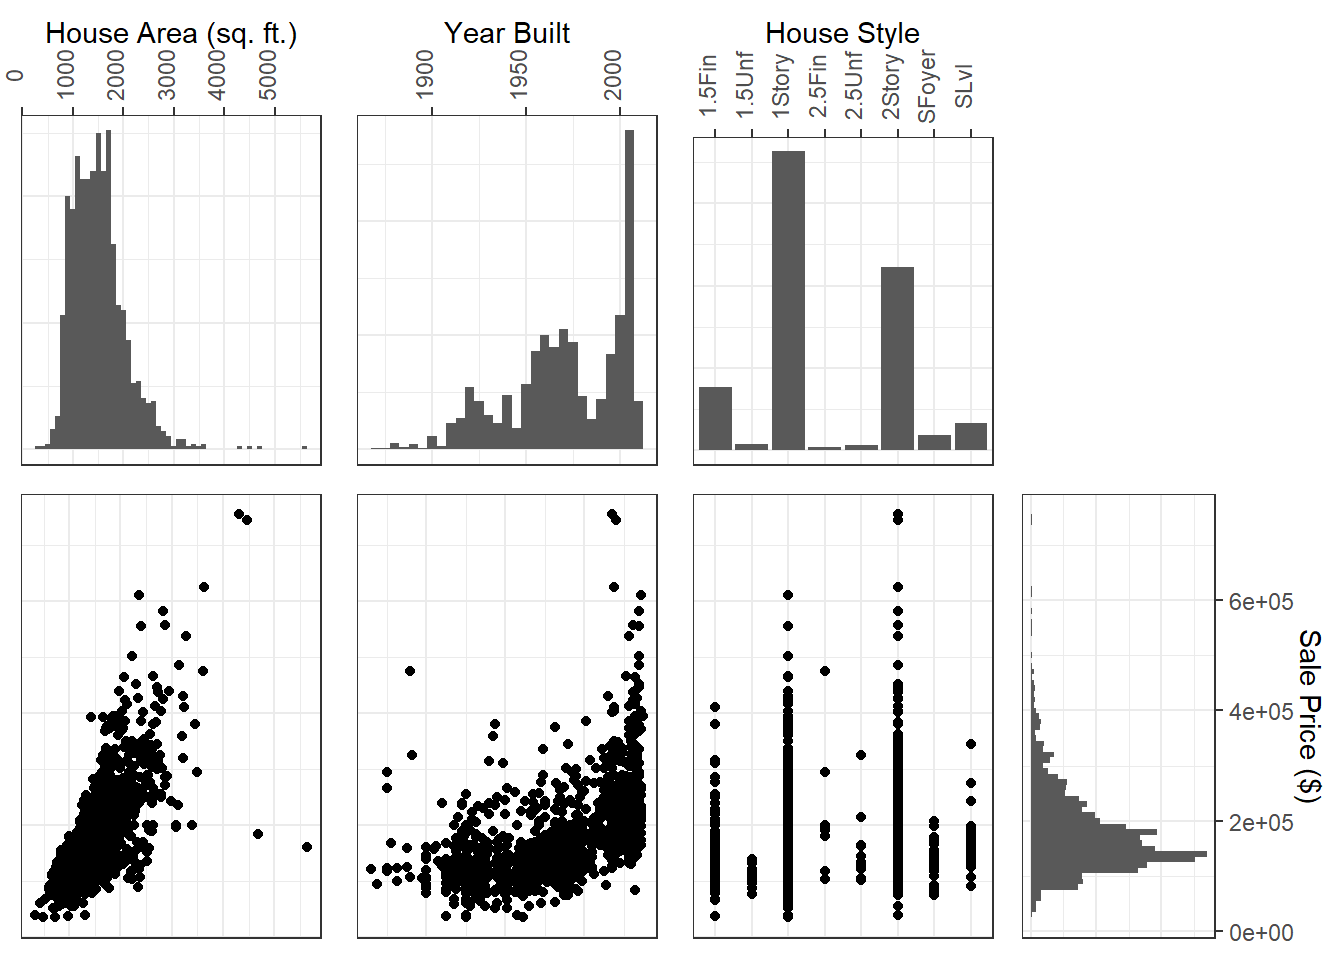 House Area (sq. ft.)
0
1000
2000
3000
4000
5000
Year Built
1900
1950
2000
House Style
1.5Fin
1.5Unf
1Story
2.5Fin
2.5Unf
2Story
SFoyer
SLvl
6e+05
4e+05
2e+05
0e+00
Sale Price ($)